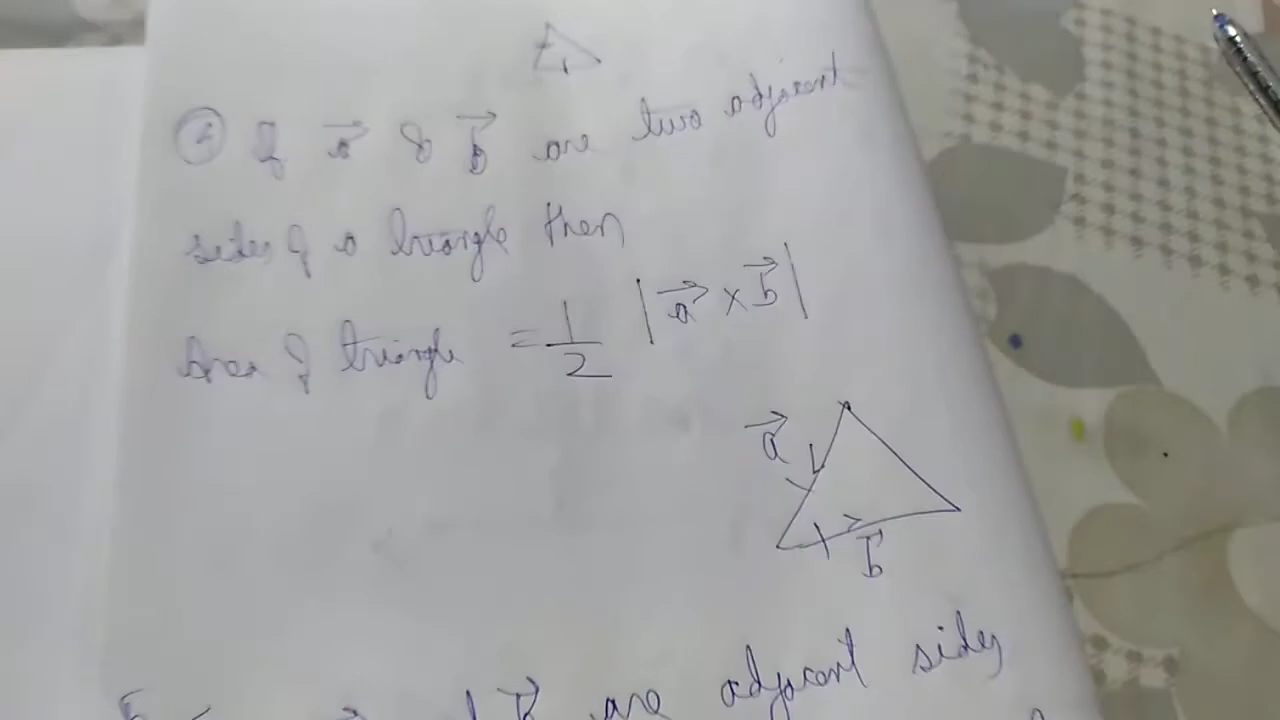 ④ If a⃗ & b⃗ are two adjacent
sides of a triangle then
Area of triangle = 1/2 |a⃗ × b⃗|
a⃗
b⃗
b⃗ are adjacent sides